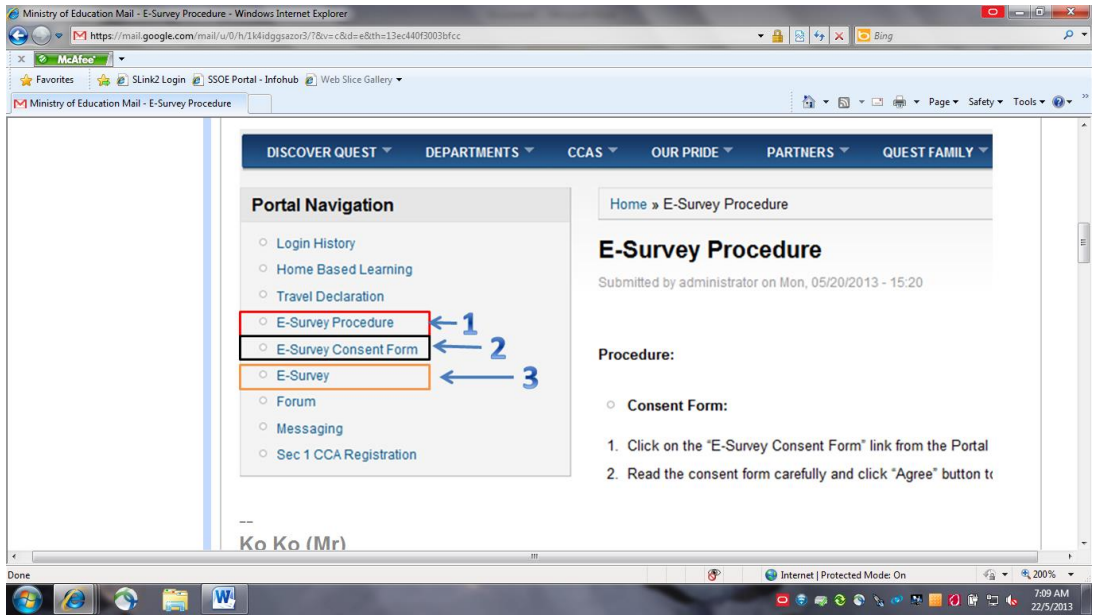 Ministry of Education Mail - E-Survey Procedure - Windows Internet Explorer
https://mail.google.com/mail/u/0/h/1k4idggsazor3/?&v=c&d=e&th=13ec440f3003bfcc
Bing
x McAfee
Favorites SLink2 Login SSOE Portal - Infohub Web Slice Gallery
Ministry of Education Mail - E-Survey Procedure
Page Safety Tools
DISCOVER QUEST DEPARTMENTS CCAS OUR PRIDE PARTNERS QUEST FAMILY
Portal Navigation
Login History
Home Based Learning
Travel Declaration
E-Survey Procedure 1
E-Survey Consent Form 2
E-Survey 3
Forum
Messaging
Sec 1 CCA Registration
Home » E-Survey Procedure
E-Survey Procedure
Submitted by administrator on Mon, 05/20/2013 - 15:20
Procedure:
Consent Form:
1. Click on the "E-Survey Consent Form" link from the Portal
2. Read the consent form carefully and click "Agree" button to
--
Ko Ko (Mr)
Done
Internet | Protected Mode: On
200%
7:09 AM
22/5/2013